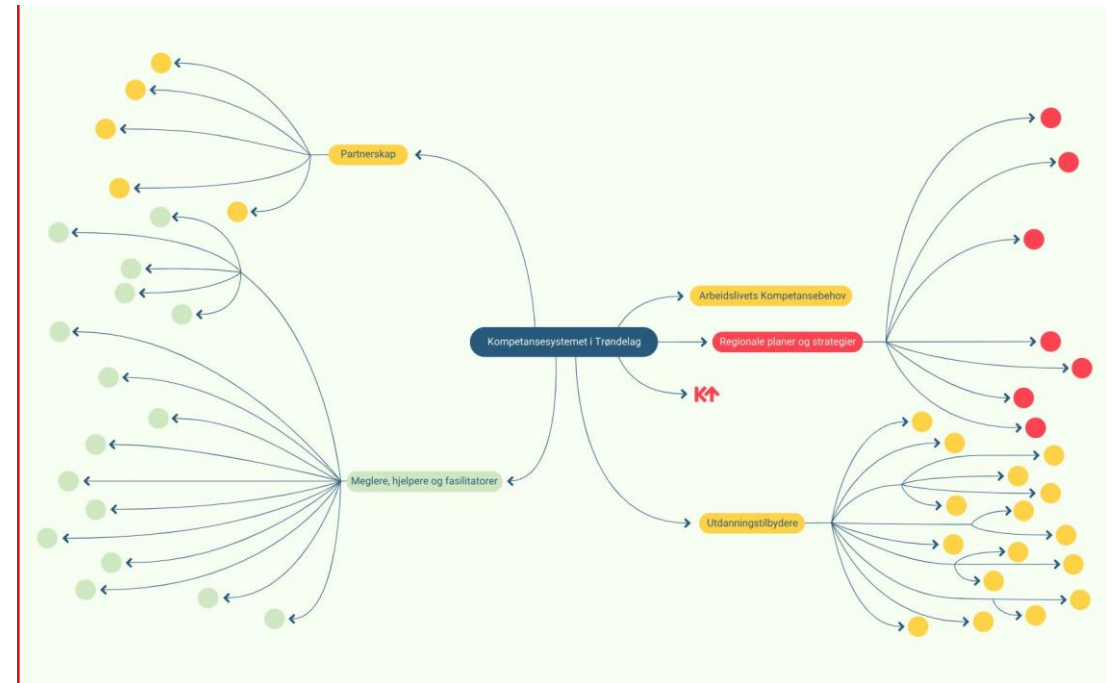 Partnerskap
Arbeidslivets Kompetansebehov
Kompetansesystemet i Trøndelag
Regionale planer og strategier
K↑
Meglere, hjelpere og fasilitatorer
Utdanningstilbydere